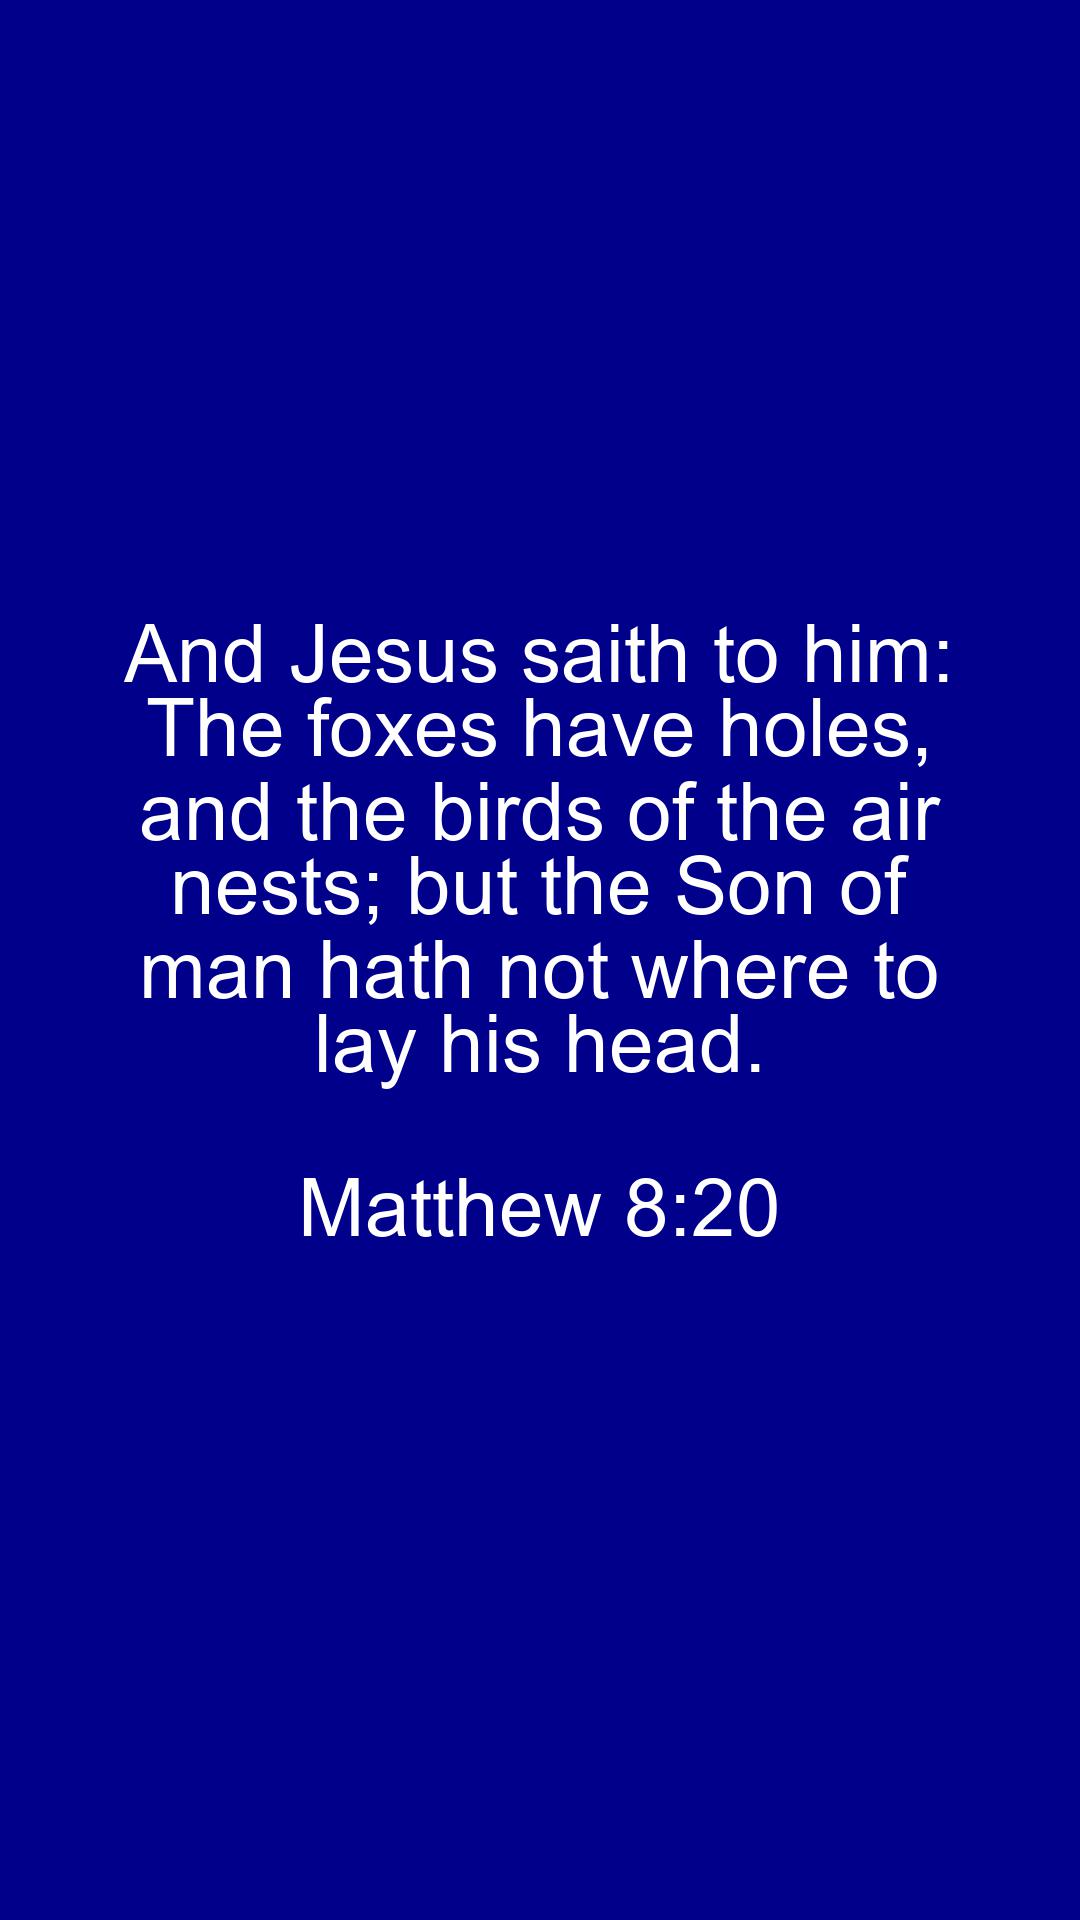 And Jesus saith to him:
The foxes have holes,
and the birds of the air
nests; but the Son of
man hath not where to
lay his head.
Matthew 8:20